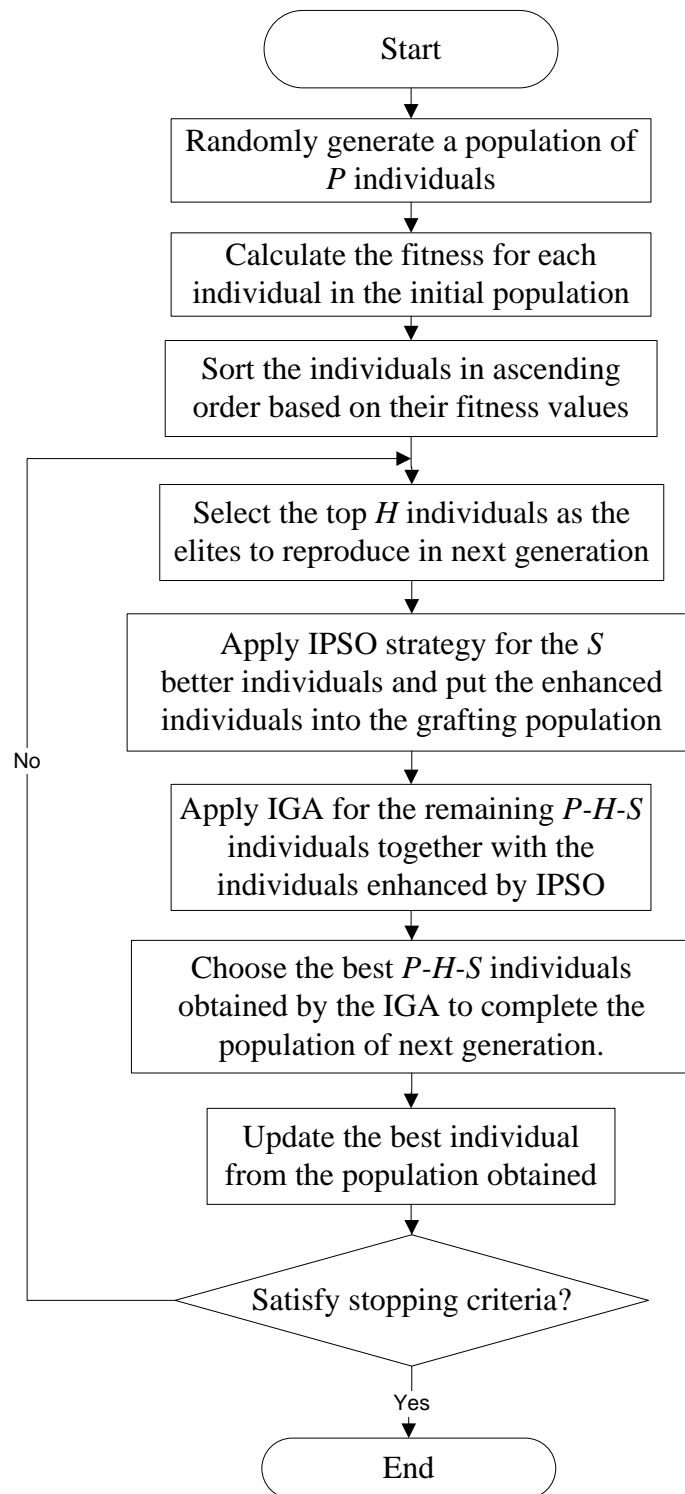 Start
Randomly generate a population of
P individuals
Calculate the fitness for each
individual in the initial population
Sort the individuals in ascending
order based on their fitness values
Select the top H individuals as the
elites to reproduce in next generation
Apply IPSO strategy for the S
better individuals and put the enhanced
individuals into the grafting population
No
Apply IGA for the remaining P-H-S
individuals together with the
individuals enhanced by IPSO
Choose the best P-H-S individuals
obtained by the IGA to complete the
population of next generation.
Update the best individual
from the population obtained
Satisfy stopping criteria?
Yes
End